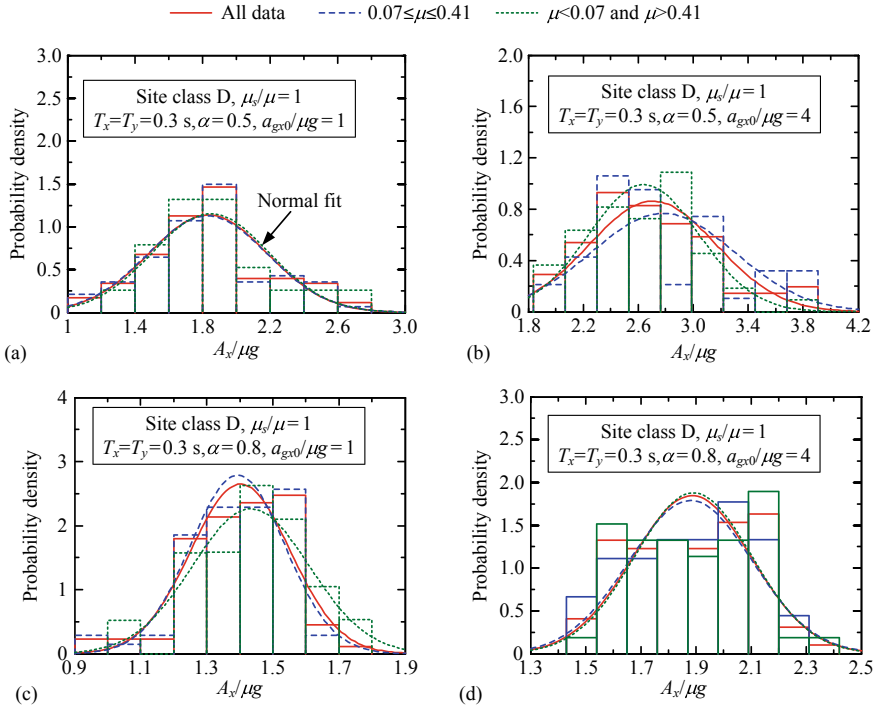 All data 0.07≤μ≤0.41 μ<0.07 and μ>0.41
3.0
2.5
2.0
1.5
1.0
0.5
0
Probability density
Site class D, μs/μ=1
Tx=Ty=0.3 s, α=0.5, agx0/μg=1
Normal fit
1 1.4 1.8 2.2 2.6 3.0
(a) Ax/μg
2.0
1.6
1.2
0.8
0.4
0
Probability density
Site class D, μs/μ=1
Tx=Ty=0.3 s, α=0.5, agx0/μg=4
1.8 2.2 2.6 3.0 3.4 3.8 4.2
(b) Ax/μg
4
3
2
1
0
Probability density
Site class D, μs/μ=1
Tx=Ty=0.3 s, α=0.8, agx0/μg=1
0.9 1.1 1.3 1.5 1.7 1.9
(c) Ax/μg
3.0
2.5
2.0
1.5
1.0
0.5
0
Probability density
Site class D, μs/μ=1
Tx=Ty=0.3 s, α=0.8, agx0/μg=4
1.3 1.5 1.7 1.9 2.1 2.3 2.5
(d) Ax/μg